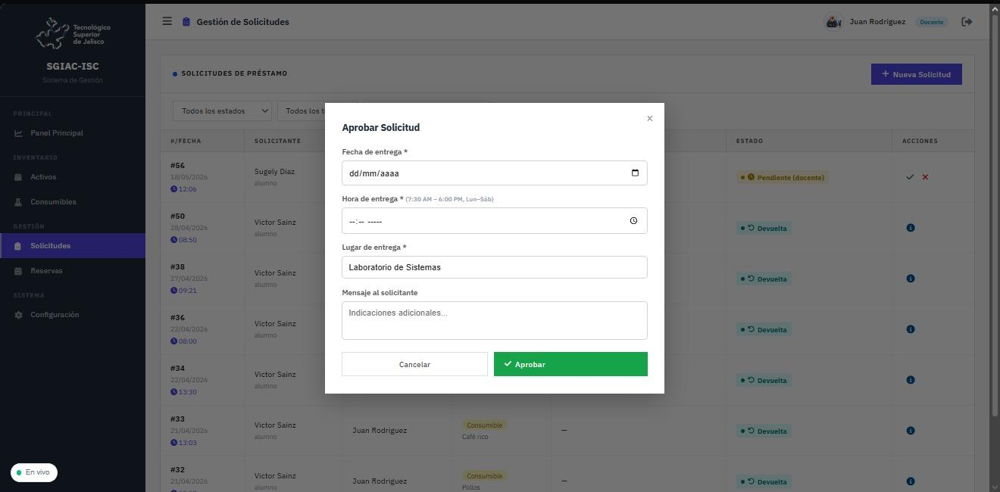 Tecnológico
Superior
de Jalisco
SGIAC-ISC
Sistema de Gestión
PRINCIPAL
Panel Principal
INVENTARIO
Activos
Consumibles
GESTIÓN
Solicitudes
Reservas
SISTEMA
Configuración
En vivo
Gestión de Solicitudes
Juan Rodriguez
Docente
SOLICITUDES DE PRÉSTAMO
+ Nueva Solicitud
Todos los estados
Todos los t
#/FECHA
SOLICITANTE
ESTADO
ACCIONES
#56
18/05/2026
12:06
Sugely Diaz
alumno
Pendiente (docente)
#50
28/04/2026
08:50
Victor Sainz
alumno
Devuelta
#38
27/04/2026
09:21
Victor Sainz
alumno
Devuelta
#36
22/04/2026
08:00
Victor Sainz
alumno
Devuelta
#34
22/04/2026
13:30
Victor Sainz
alumno
Devuelta
#33
21/04/2026
13:03
Victor Sainz
alumno
Juan Rodriguez
Consumible
Café rico
—
Devuelta
#32
21/04/2026
Victor Sainz
alumno
Juan Rodriguez
Consumible
Pollos
—
Devuelta
Aprobar Solicitud
×
Fecha de entrega *
dd/mm/aaaa
Hora de entrega * (7:30 AM – 6:00 PM, Lun–Sáb)
--:-- -----
Lugar de entrega *
Laboratorio de Sistemas
Mensaje al solicitante
Indicaciones adicionales...
Cancelar
Aprobar